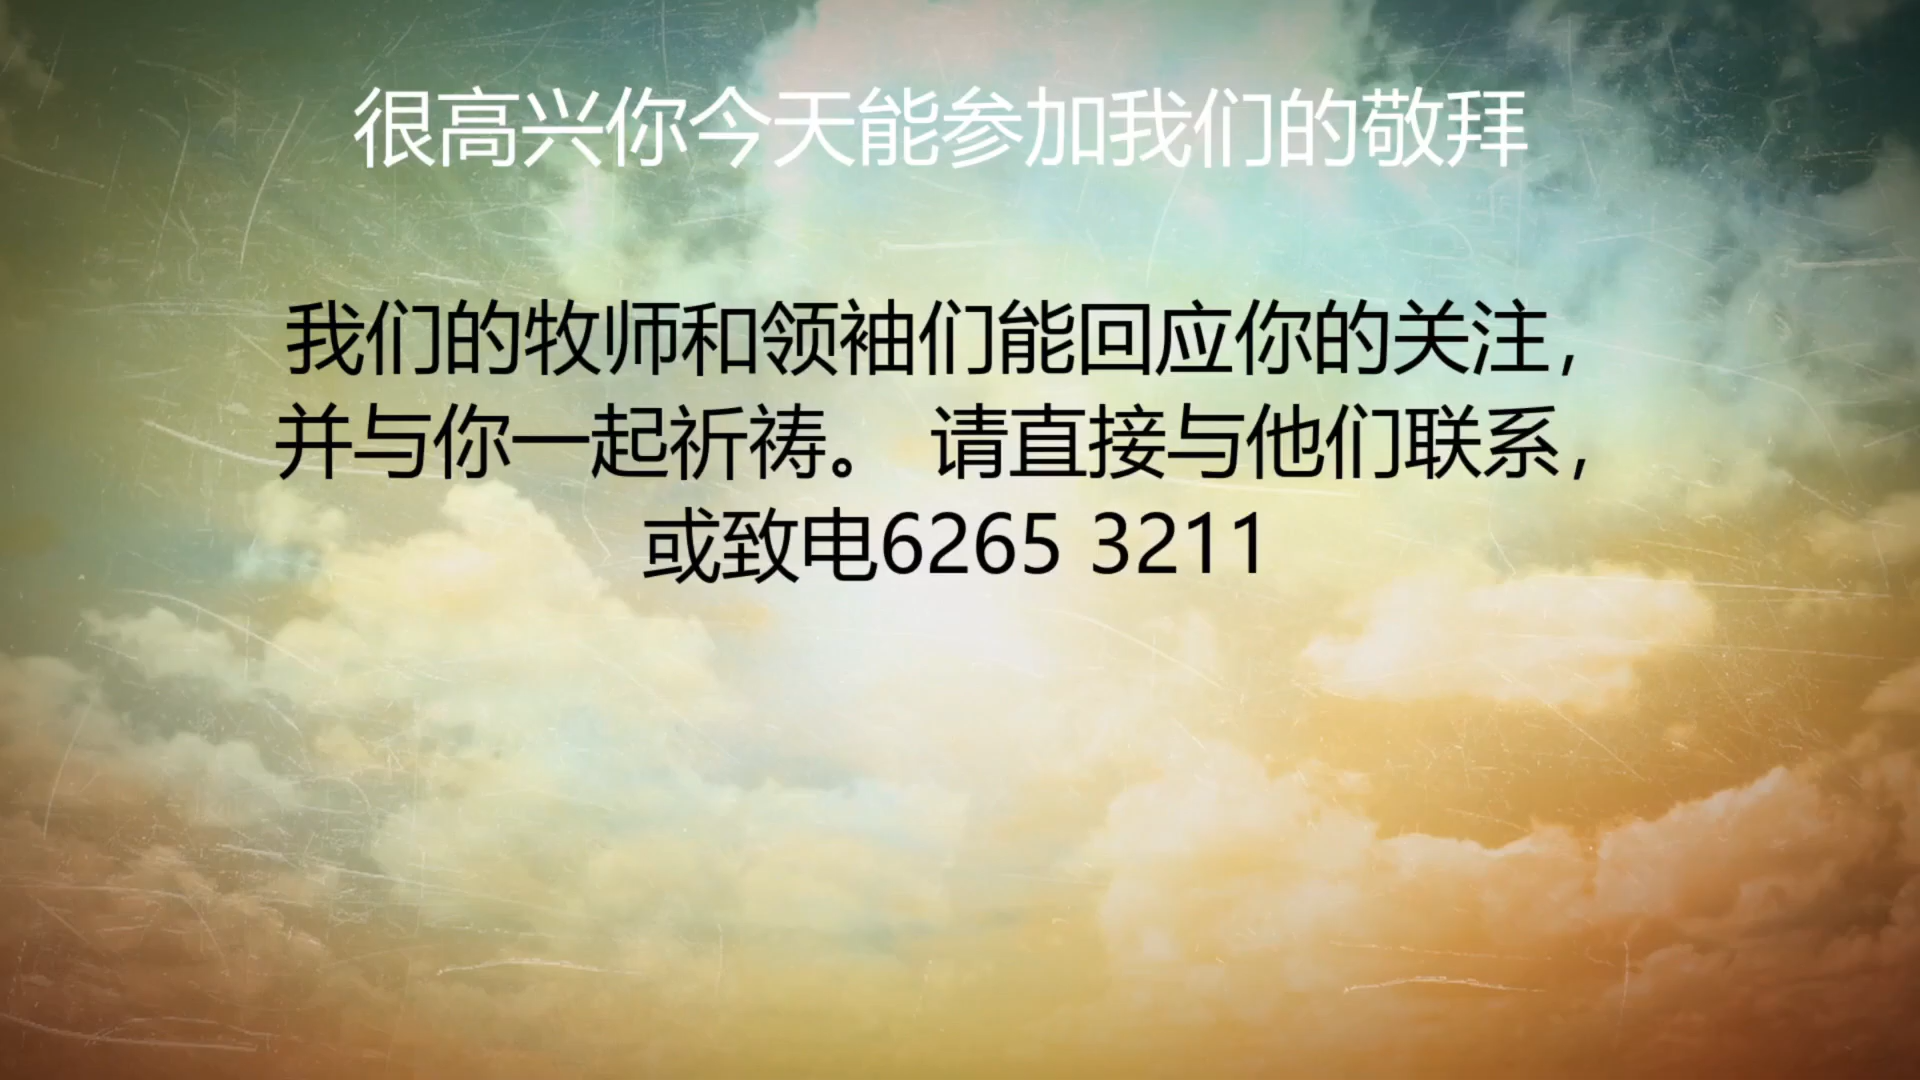 很高兴你今天能参加我们的敬拜
我们的牧师和领袖们能回应你的关注，
并与你一起祈祷。 请直接与他们联系，
或致电6265 3211